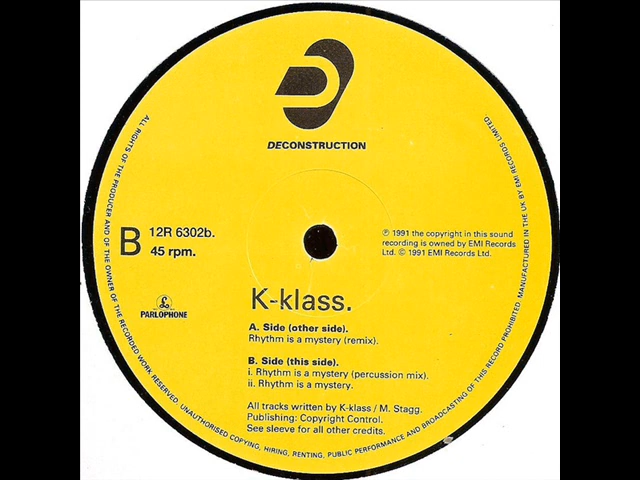 DECONSTRUCTION
B
12R 6302b.
45 rpm.
℗ 1991 the copyright in this sound
recording is owned by EMI Records
Ltd. © 1991 EMI Records Ltd.
PARLOPHONE
K-klass.
A. Side (other side).
Rhythm is a mystery (remix).
B. Side (this side).
i. Rhythm is a mystery (percussion mix).
ii. Rhythm is a mystery.
All tracks written by K-klass / M. Stagg.
Publishing: Copyright Control.
See sleeve for all other credits.
ALL RIGHTS OF THE PRODUCER AND OF THE OWNER OF THE RECORDED WORK RESERVED. UNAUTHORISED COPYING, HIRING, RENTING, PUBLIC PERFORMANCE AND BROADCASTING OF THIS RECORD PROHIBITED. MANUFACTURED IN THE UK BY EMI RECORDS LIMITED.